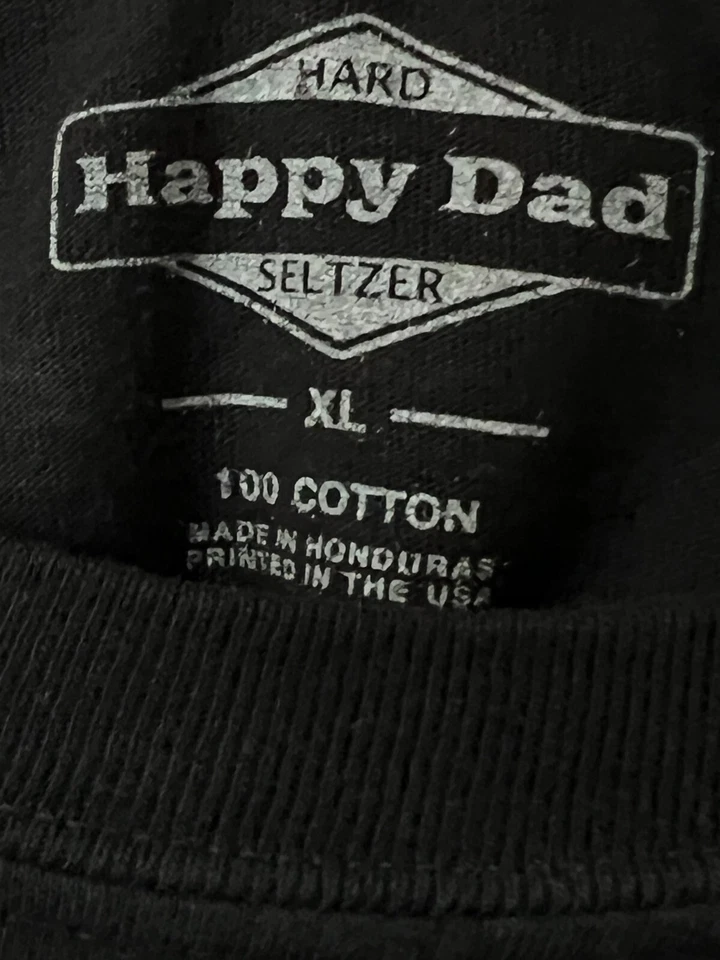 HARD
Happy Dad
SELTZER
XL
100 COTTON
MADE IN HONDURAS
PRINTED IN THE USA